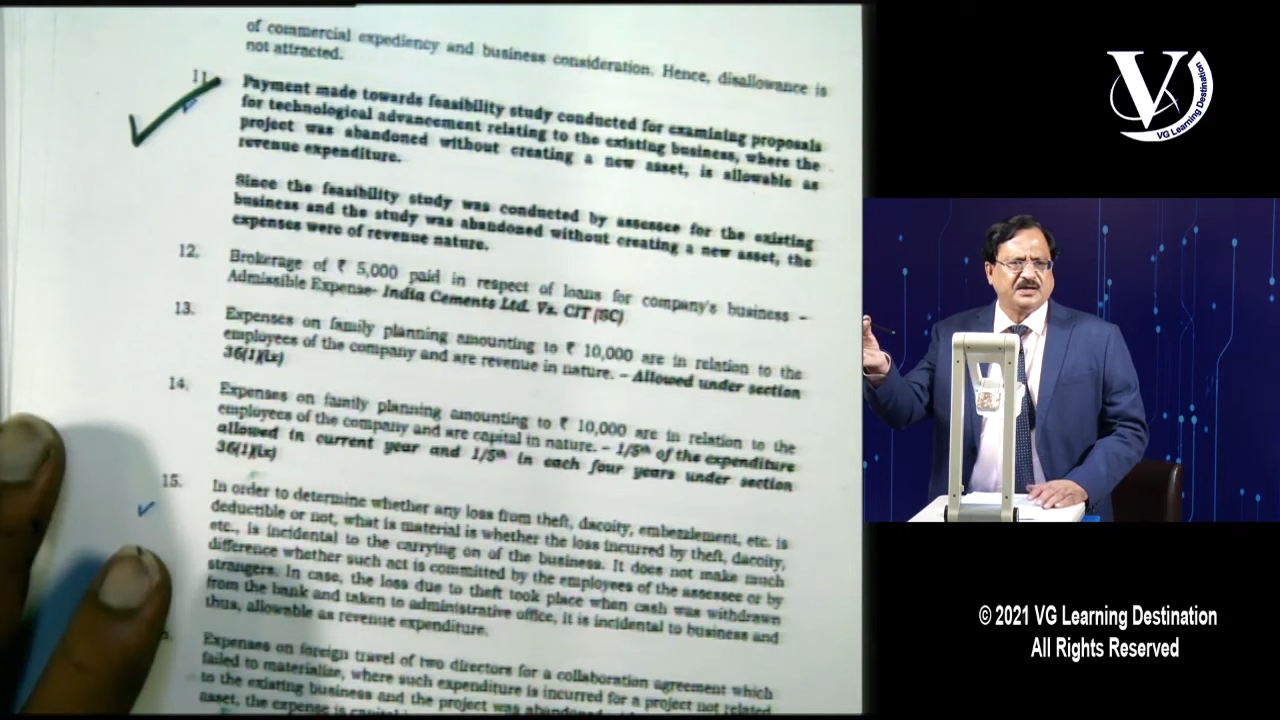 of commercial expediency and business consideration. Hence, disallowance is
not attracted.
11. Payment made towards feasibility study conducted for examining proposals
for technological advancement relating to the existing business, where the
project was abandoned without creating a new asset, is allowable as
revenue expenditure.
Since the feasibility study was conducted by assessee for the existing
business and the study was abandoned without creating a new asset, the
expenses were of revenue nature.
12. Brokerage of ₹ 5,000 paid in respect of loans for company's business –
Admissible Expense- India Cements Ltd. Vs. CIT (SC)
13. Expenses on family planning amounting to ₹ 10,000 are in relation to the
employees of the company and are revenue in nature. – Allowed under section
36(1)(ix)
14. Expenses on family planning amounting to ₹ 10,000 are in relation to the
employees of the company and are capital in nature. – 1/5th of the expenditure
allowed in current year and 1/5th in each four years under section
36(1)(ix)
15. In order to determine whether any loss from theft, dacoity, embezzlement, etc. is
deductible or not, what is material is whether the loss incurred by theft, dacoity,
etc., is incidental to the carrying on of the business. It does not make much
difference whether such act is committed by the employees of the assessee or by
strangers. In case, the loss due to theft took place when cash was withdrawn
from the bank and taken to administrative office, it is incidental to business and
thus, allowable as revenue expenditure.
Expenses on foreign travel of two directors for a collaboration agreement which
failed to materialize, where such expenditure is incurred for a project not related
to the existing business and the project was abandoned
asset, the expense is
V
VG Learning Destination
© 2021 VG Learning Destination
All Rights Reserved